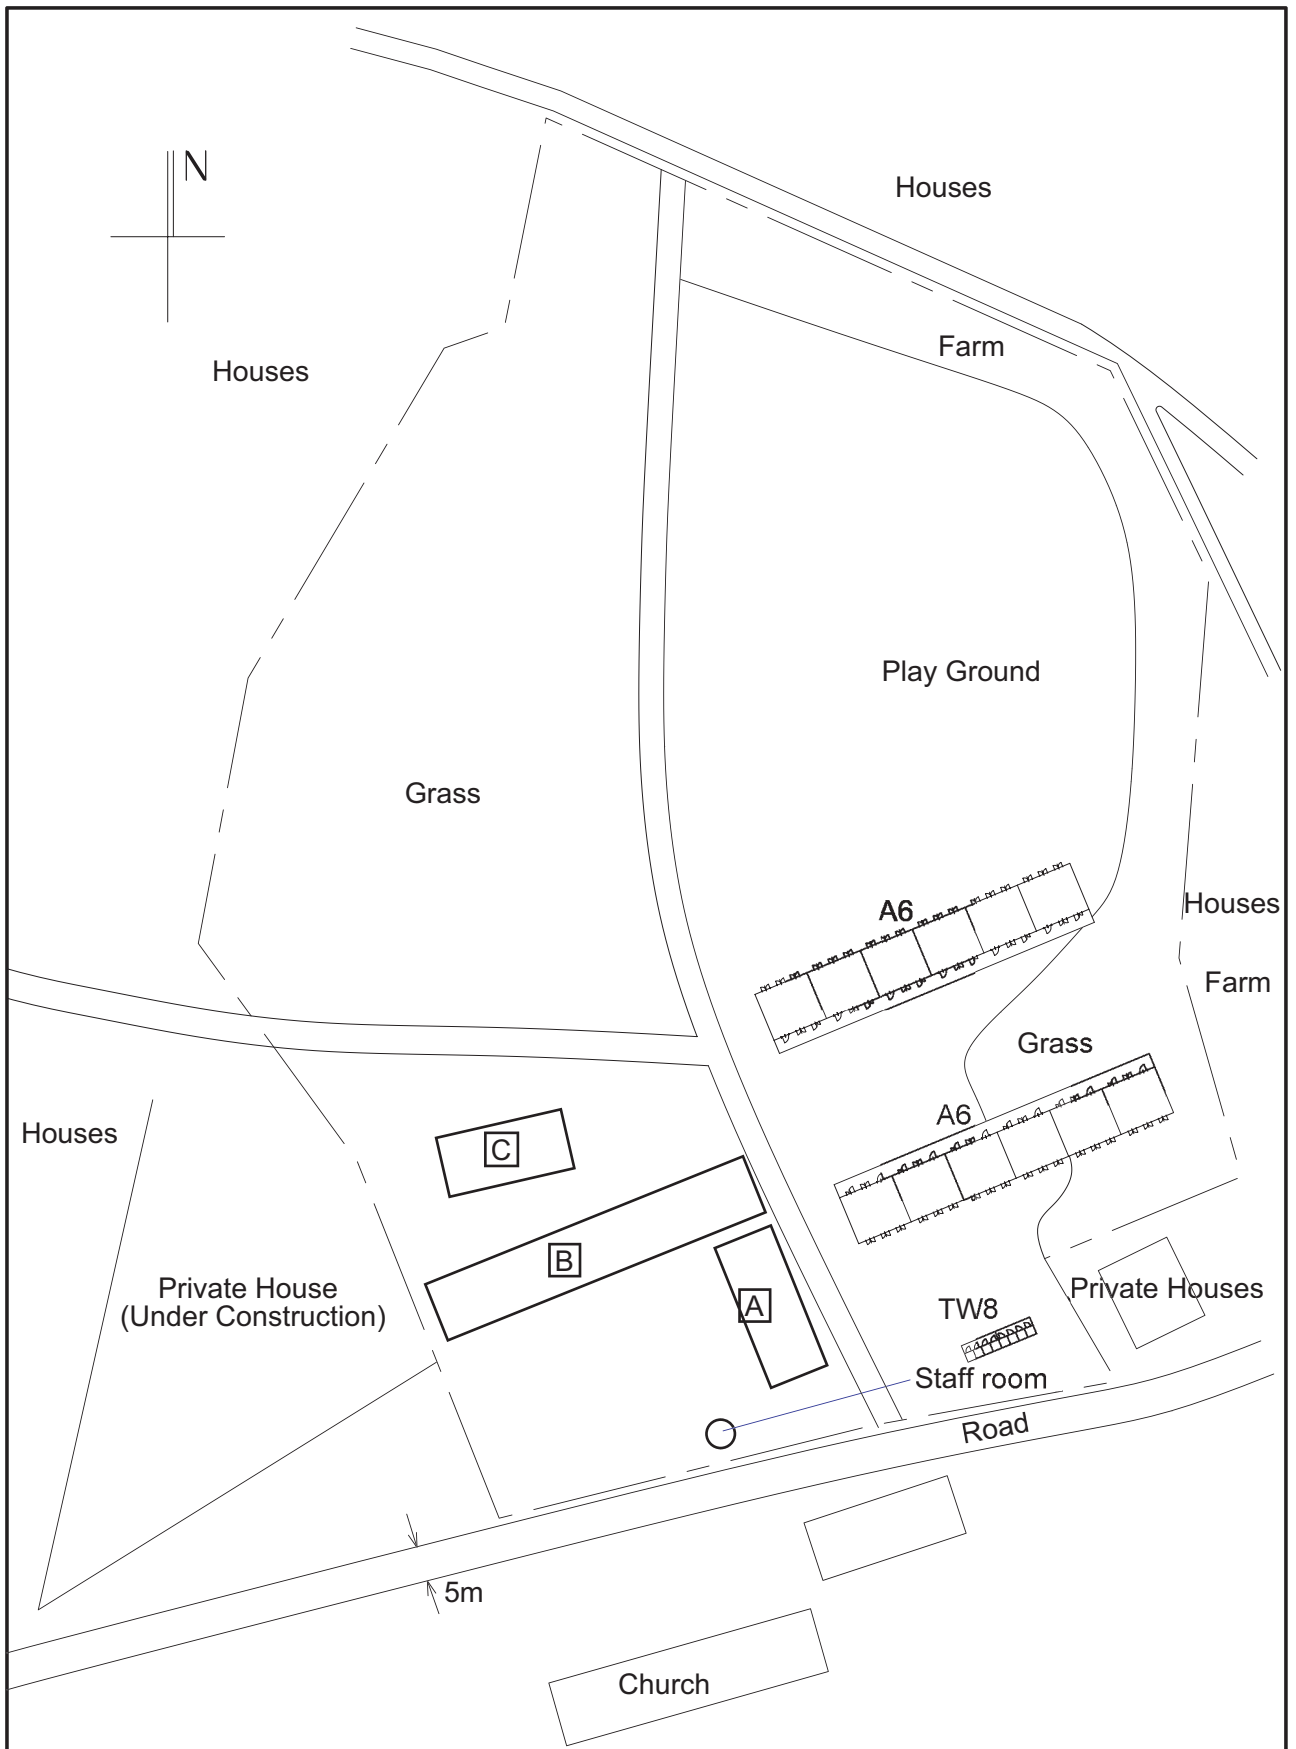 N
Houses
Farm
Houses
Play Ground
Grass
A6
Houses
Farm
Grass
A6
Houses
C
B
A
Private House
(Under Construction)
Private Houses
TW8
Staff room
Road
5m
Church